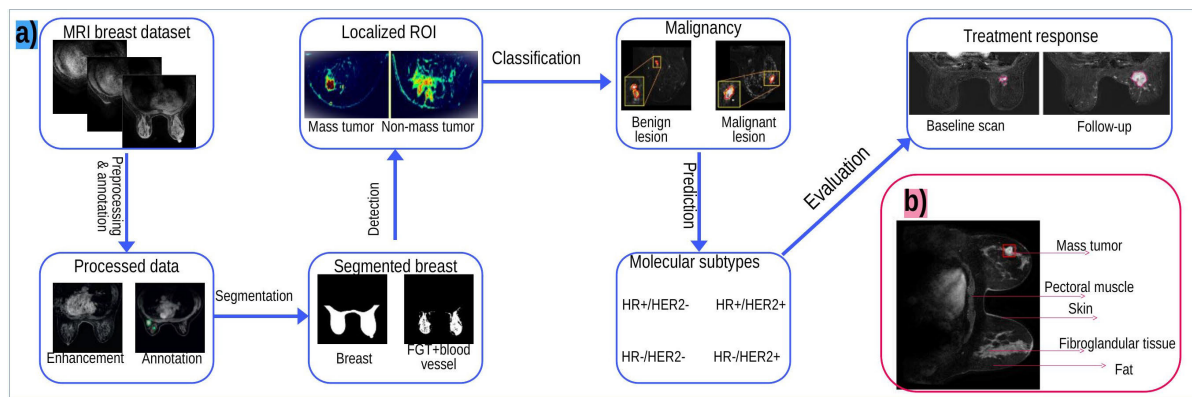 a)
MRI breast dataset
Preprocessing
& annotation
Processed data
Enhancement
Annotation
Segmentation
Segmented breast
Breast
FGT+blood
vessel
Detection
Localized ROI
Mass tumor
Non-mass tumor
Classification
Malignancy
Benign
lesion
Malignant
lesion
Prediction
Molecular subtypes
HR+/HER2-
HR+/HER2+
HR-/HER2-
HR-/HER2+
Evaluation
Treatment response
Baseline scan
Follow-up
b)
Mass tumor
Pectoral muscle
Skin
Fibroglandular tissue
Fat